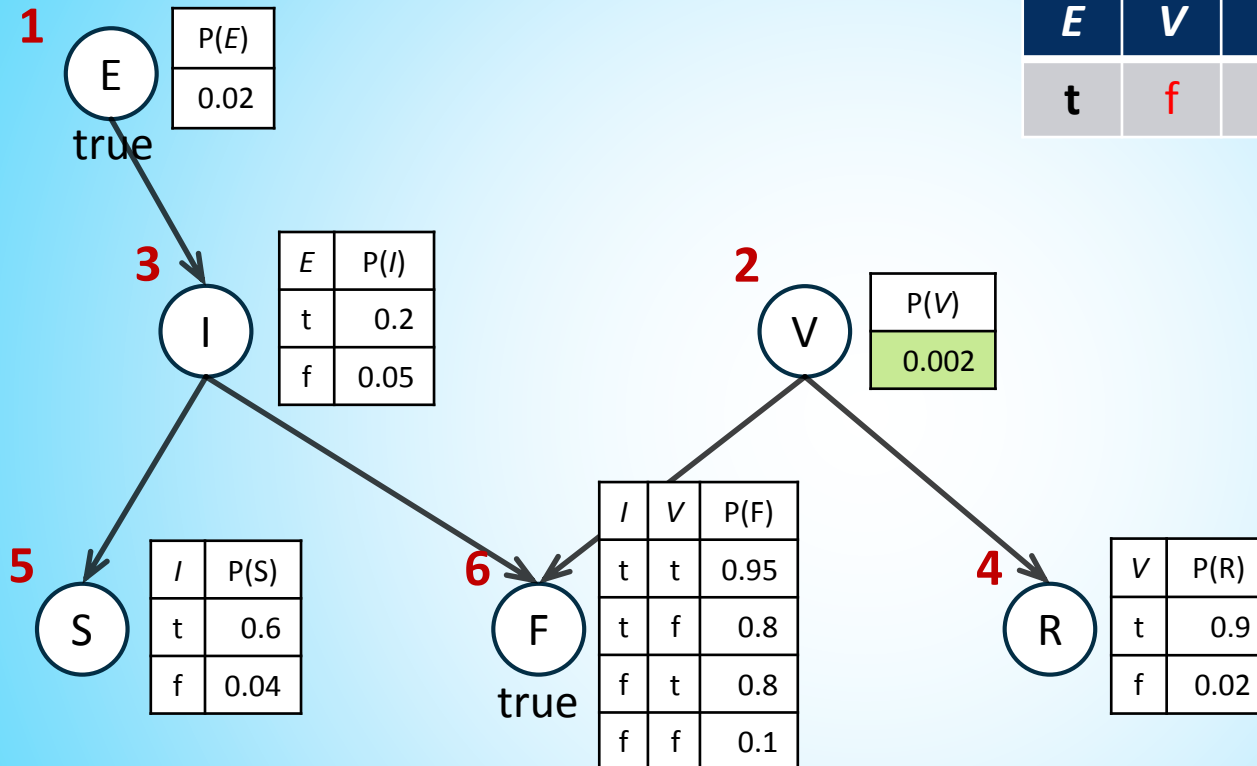 E V
t f
1
E
P(E)
0.02
true
3
I
E P(I)
t 0.2
f 0.05
2
V
P(V)
0.002
5
S
I P(S)
t 0.6
f 0.04
6
F
true
I V P(F)
t t 0.95
t f 0.8
f t 0.8
f f 0.1
4
R
V P(R)
t 0.9
f 0.02